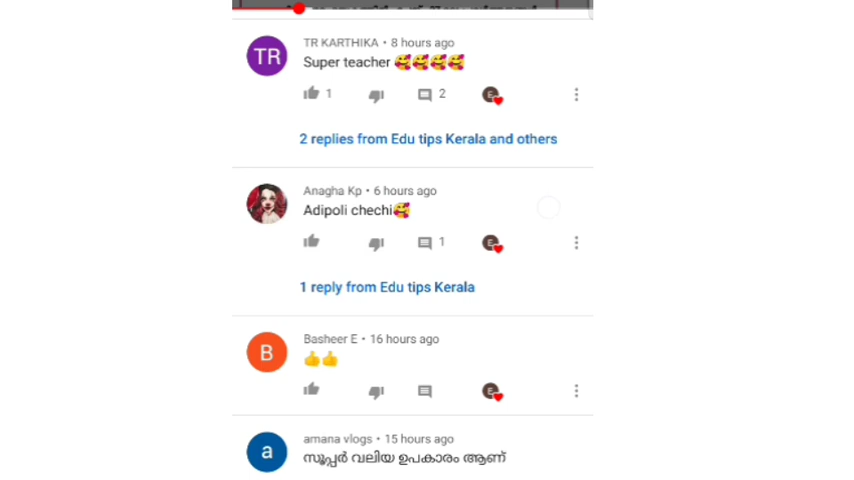 TR
TR KARTHIKA • 8 hours ago
Super teacher 🥰🥰🥰🥰
1
2
E
2 replies from Edu tips Kerala and others
Anagha Kp • 6 hours ago
Adipoli chechi🥰
1
E
1 reply from Edu tips Kerala
B
Basheer E • 16 hours ago
👍👍
E
a
amana vlogs • 15 hours ago
സൂപ്പർ വലിയ ഉപകാരം ആണ്